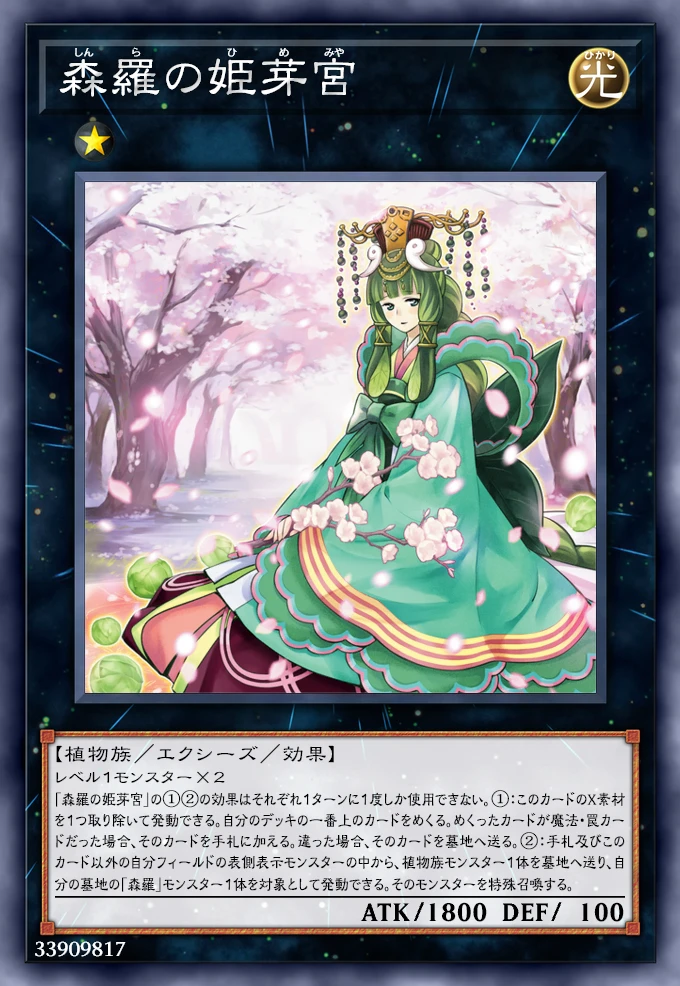 しん ら ひ め みや
森羅の姫芽宮
ひかり
光
【植物族／エクシーズ／効果】
レベル1モンスター×2
「森羅の姫芽宮」の①②の効果はそれぞれ1ターンに1度しか使用できない。①：このカードのX素材
を1つ取り除いて発動できる。自分のデッキの一番上のカードをめくる。めくったカードが魔法・罠カー
ドだった場合、そのカードを手札に加える。違った場合、そのカードを墓地へ送る。②：手札及びこの
カード以外の自分フィールドの表側表示モンスターの中から、植物族モンスター1体を墓地へ送り、自
分の墓地の「森羅」モンスター1体を対象として発動できる。そのモンスターを特殊召喚する。
ATK/1800 DEF/ 100
33909817